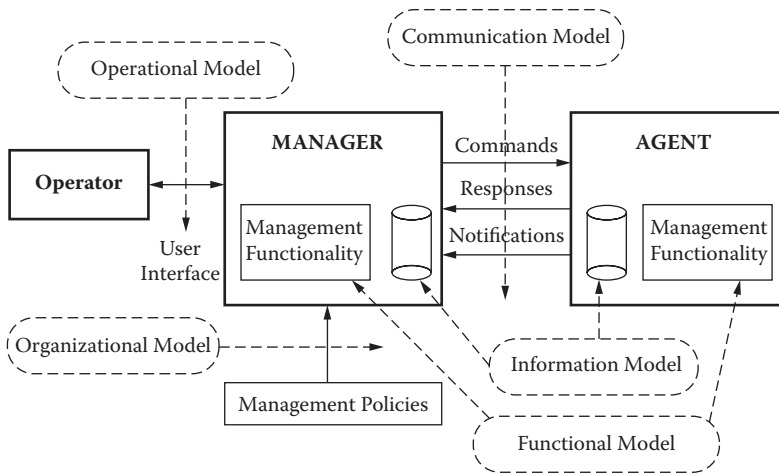 Communication Model
Operational Model
MANAGER
AGENT
Commands
Operator
Responses
Management
Functionality
Notifications
Management
Functionality
User
Interface
Organizational Model
Information Model
Management Policies
Functional Model